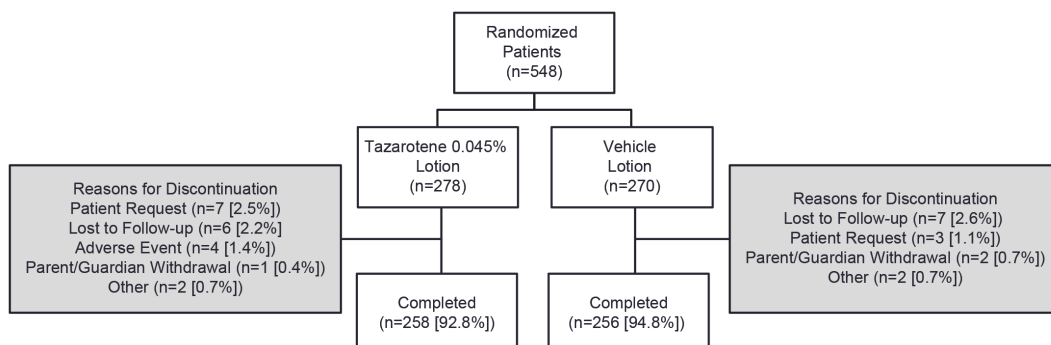 Randomized
Patients
(n=548)
Tazarotene 0.045%
Lotion
(n=278)
Vehicle
Lotion
(n=270)
Reasons for Discontinuation
Patient Request (n=7 [2.5%])
Lost to Follow-up (n=6 [2.2%]
Adverse Event (n=4 [1.4%])
Parent/Guardian Withdrawal (n=1 [0.4%])
Other (n=2 [0.7%])
Reasons for Discontinuation
Lost to Follow-up (n=7 [2.6%])
Patient Request (n=3 [1.1%])
Parent/Guardian Withdrawal (n=2 [0.7%])
Other (n=2 [0.7%])
Completed
(n=258 [92.8%])
Completed
(n=256 [94.8%])